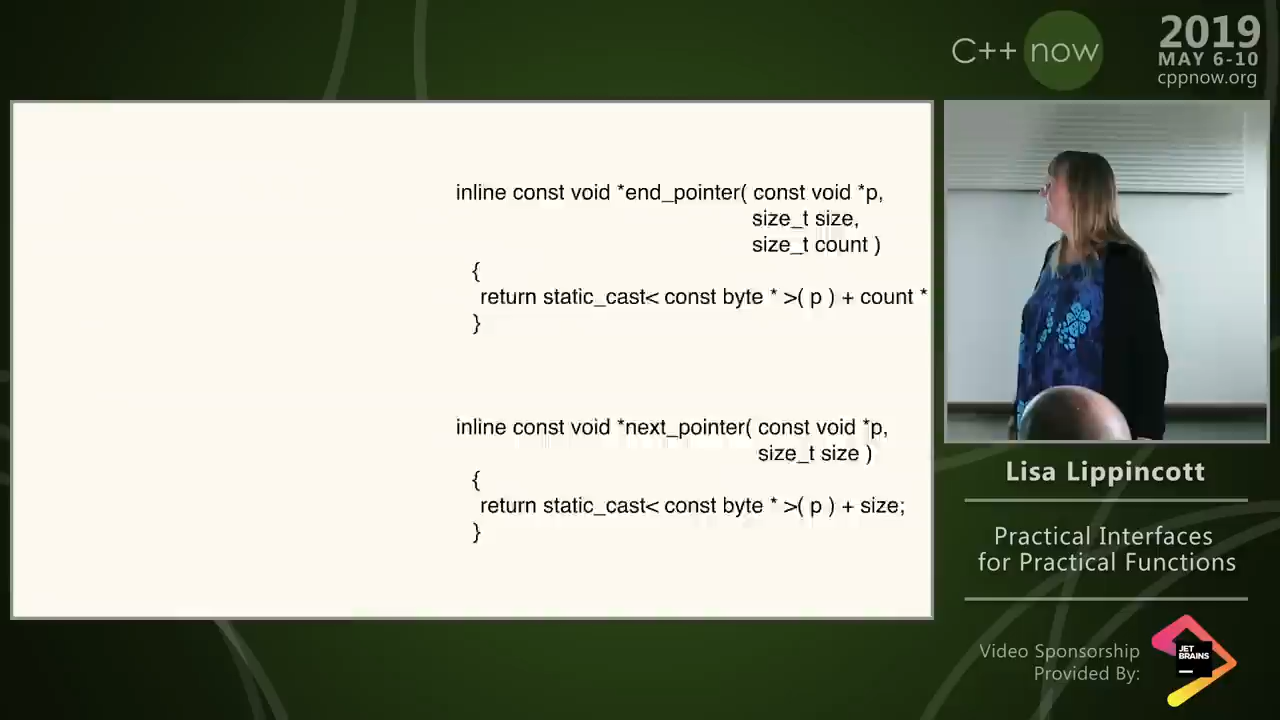 C++ now
2019
MAY 6-10
cppnow.org
inline const void *end_pointer( const void *p,
size_t size,
size_t count )
{
return static_cast< const byte * >( p ) + count *
}
inline const void *next_pointer( const void *p,
size_t size )
{
return static_cast< const byte * >( p ) + size;
}
Lisa Lippincott
Practical Interfaces
for Practical Functions
Video Sponsorship
Provided By:
JET
BRAINS